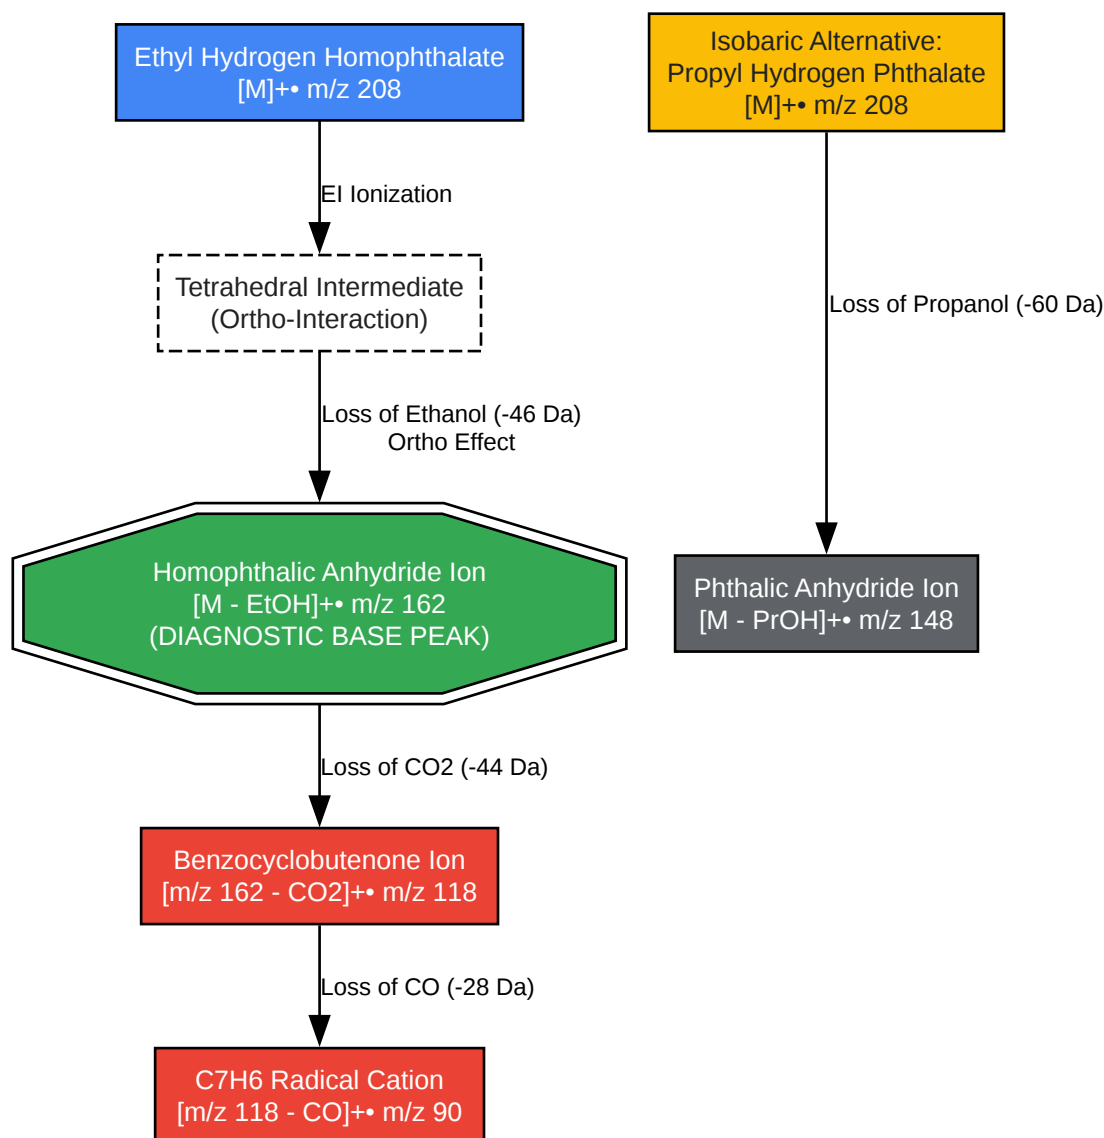 Ethyl Hydrogen Homophthalate
[M]+• m/z 208
EI Ionization
Tetrahedral Intermediate
(Ortho-Interaction)
Loss of Ethanol (-46 Da)
Ortho Effect
Homophthalic Anhydride Ion
[M - EtOH]+• m/z 162
(DIAGNOSTIC BASE PEAK)
Loss of CO2 (-44 Da)
Benzocyclobutenone Ion
[m/z 162 - CO2]+• m/z 118
Loss of CO (-28 Da)
C7H6 Radical Cation
[m/z 118 - CO]+• m/z 90
Isobaric Alternative:
Propyl Hydrogen Phthalate
[M]+• m/z 208
Loss of Propanol (-60 Da)
Phthalic Anhydride Ion
[M - PrOH]+• m/z 148